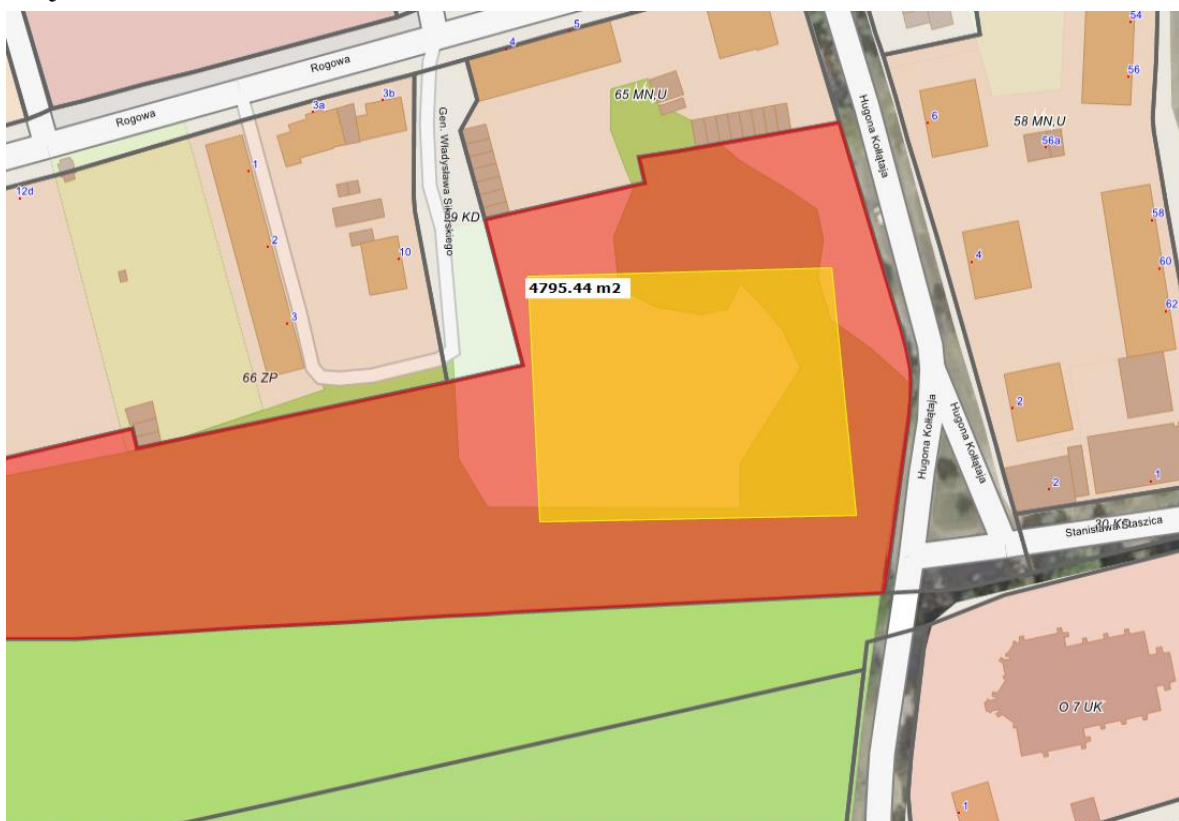 54
5
4
56
Rogowa
3b
65 MN,U
3a
6
58 MN,U
56a
Rogowa
Hugona Kołłątaja
1
12d
Gen. Władysława Sikorskiego
9 KD
58
2
10
4
60
4795.44 m2
62
3
66 ZP
2
Hugona Kołłątaja
Hugona Kołłątaja
2
1
30 KD
Stanisława Staszica
O 7 UK
1